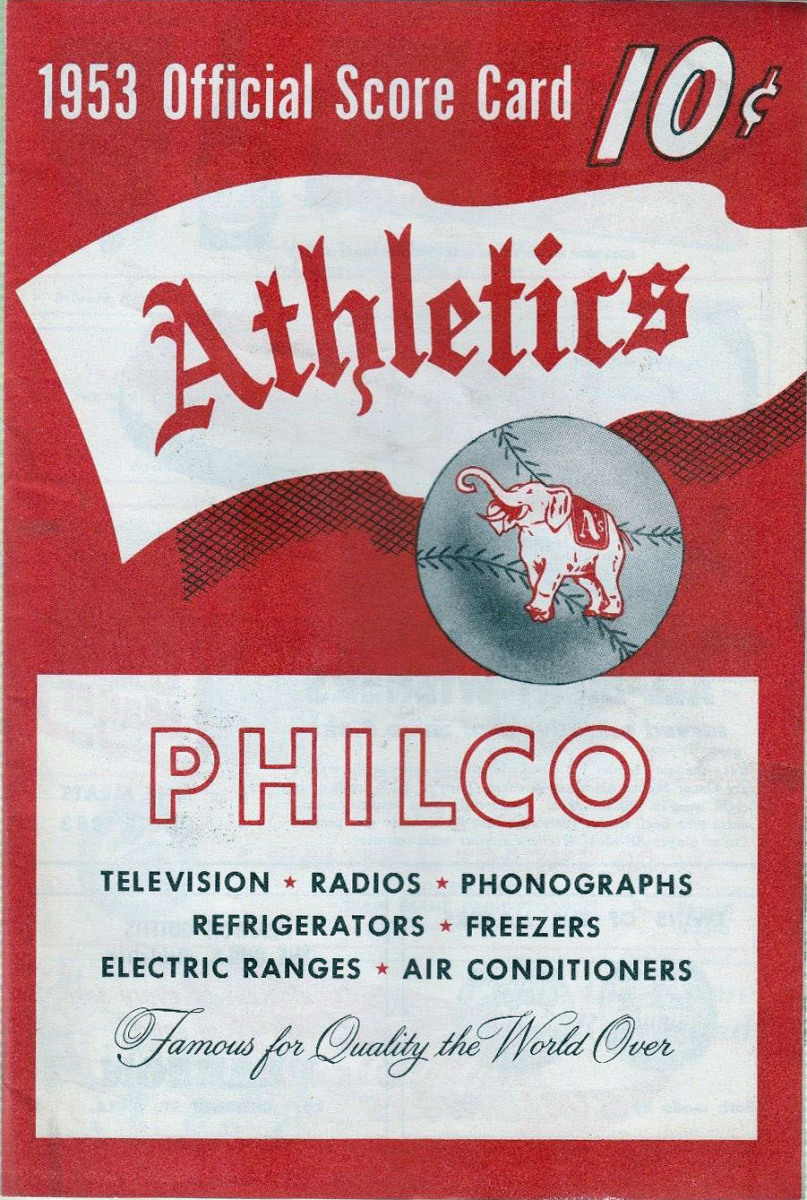 1953 Official Score Card 10¢
Athletics
A's
PHILCO
TELEVISION ★ RADIOS ★ PHONOGRAPHS
REFRIGERATORS ★ FREEZERS
ELECTRIC RANGES ★ AIR CONDITIONERS
Famous for Quality the World Over